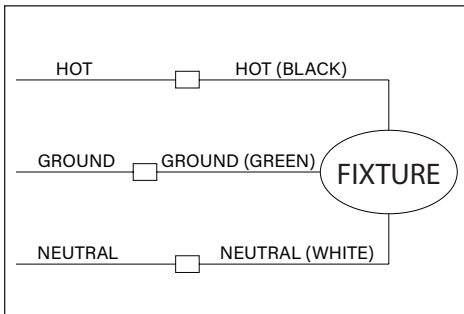 HOT HOT (BLACK)
GROUND GROUND (GREEN)
FIXTURE
NEUTRAL NEUTRAL (WHITE)